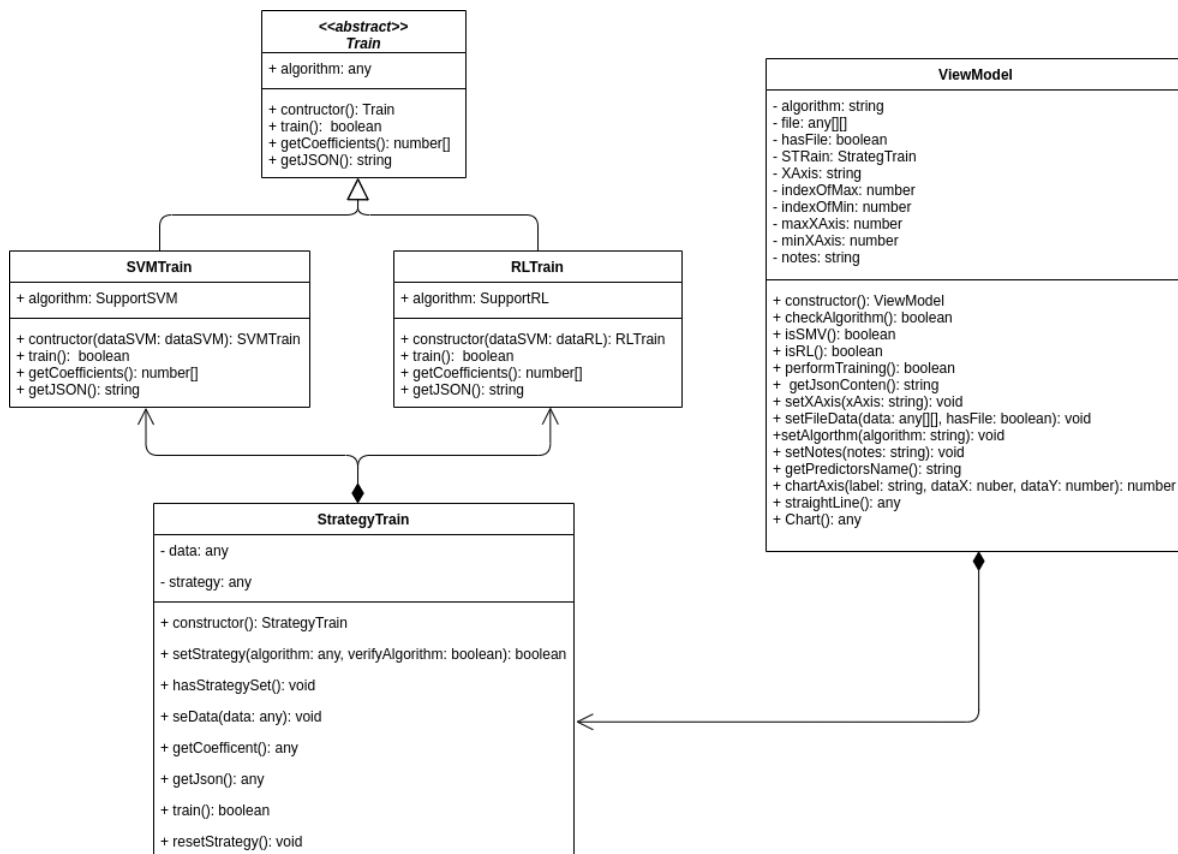 <<abstract>>
Train
+ algorithm: any
+ contructor(): Train
+ train(): boolean
+ getCoefficients(): number[]
+ getJSON(): string
ViewModel
- algorithm: string
- file: any[][]
- hasFile: boolean
- STRain: StrategTrain
- XAxis: string
- indexOfMax: number
- indexOfMin: number
- maxXAxis: number
- minXAxis: number
- notes: string
+ constructor(): ViewModel
+ checkAlgorithm(): boolean
+ isSMV(): boolean
+ isRL(): boolean
+ performTraining(): boolean
+ getJsonConten(): string
+ setXAxis(xAxis: string): void
+ setFileData(data: any[][], hasFile: boolean): void
+setAlgorthm(algorithm: string): void
+ setNotes(notes: string): void
+ getPredictorsName(): string
+ chartAxis(label: string, dataX: nuber, dataY: number): number
+ straightLine(): any
+ Chart(): any
SVMTrain
+ algorithm: SupportSVM
+ contructor(dataSVM: dataSVM): SVMTrain
+ train(): boolean
+ getCoefficients(): number[]
+ getJSON(): string
RLTrain
+ algorithm: SupportRL
+ constructor(dataSVM: dataRL): RLTrain
+ train(): boolean
+ getCoefficients(): number[]
+ getJSON(): string
StrategyTrain
- data: any
- strategy: any
+ constructor(): StrategyTrain
+ setStrategy(algorithm: any, verifyAlgorithm: boolean): boolean
+ hasStrategySet(): void
+ seData(data: any): void
+ getCoefficent(): any
+ getJson(): any
+ train(): boolean
+ resetStrategy(): void